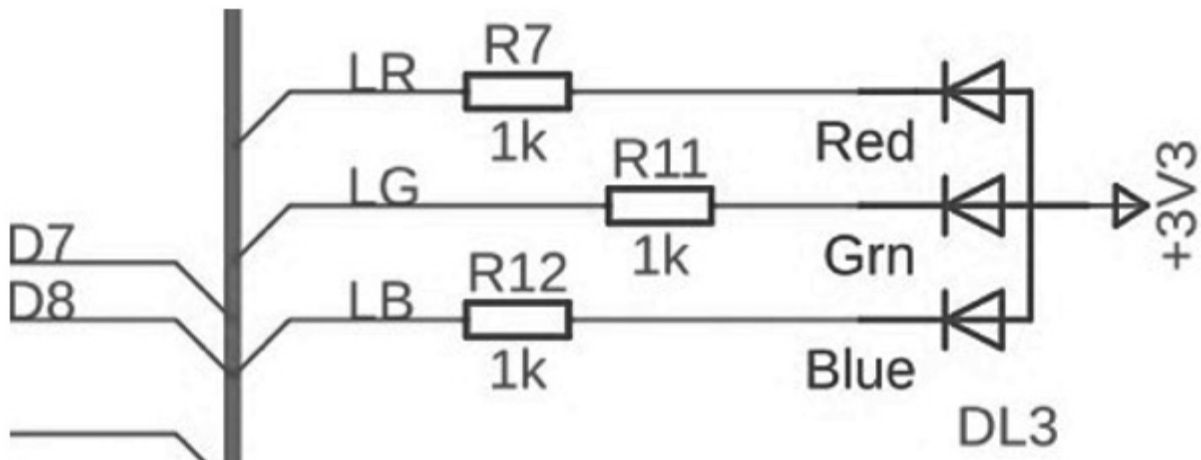 LR
R7
1k
Red
LG
R11
1k
Grn
D7
D8
LB
R12
1k
Blue
DL3
+3V3